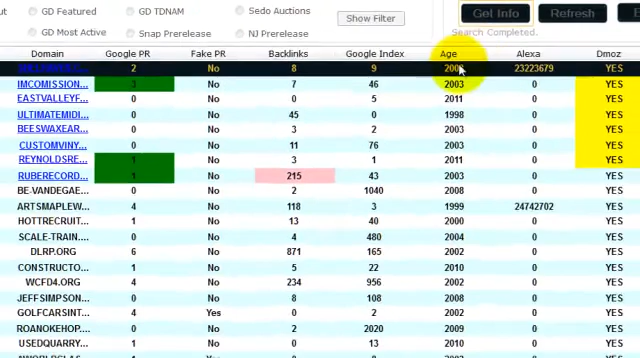 GD Featured GD TDNAM Sedo Auctions Show Filter Get Info Refresh
GD Most Active Snap Prerelease NJ Prerelease Search Completed.
Domain Google PR Fake PR Backlinks Google Index Age Alexa Dmoz
2 No 8 9 23223679 YES
IMCOMISSION... 3 No 7 46 2003 0 YES
EASTVALLEYF... 0 No 0 5 2011 0 YES
ULTIMATEMIDI... 0 No 45 0 1998 0 YES
BEESWAXEAR... 0 No 3 2 2003 0 YES
CUSTOMVINY... 0 No 11 76 2003 0 YES
REYNOLDSRE... 1 No 3 1 2011 0 YES
RUBERECORD... 1 No 215 43 2003 0 YES
BE-VANDEGAE... 0 No 2 1040 2008 0 YES
ARTSMAPLEW... 4 No 118 3 1999 24742702 YES
HOTTRECRUIT... 1 No 13 40 2000 0 YES
SCALE-TRAIN.... 0 No 4 480 2004 0 YES
DLRP.ORG 6 No 871 165 2002 0 YES
CONSTRUCTO... 1 No 5 22 2010 0 YES
WCFD4.ORG 4 No 234 956 2002 0 YES
JEFFSIMPSON... 0 No 8 108 2008 0 YES
GOLFCARSINT... 4 Yes 0 2 2002 0 YES
ROANOKEHOP... 0 No 2 2020 2009 0 YES
USEDQUARRY... 1 No 0 13 2010 0 YES